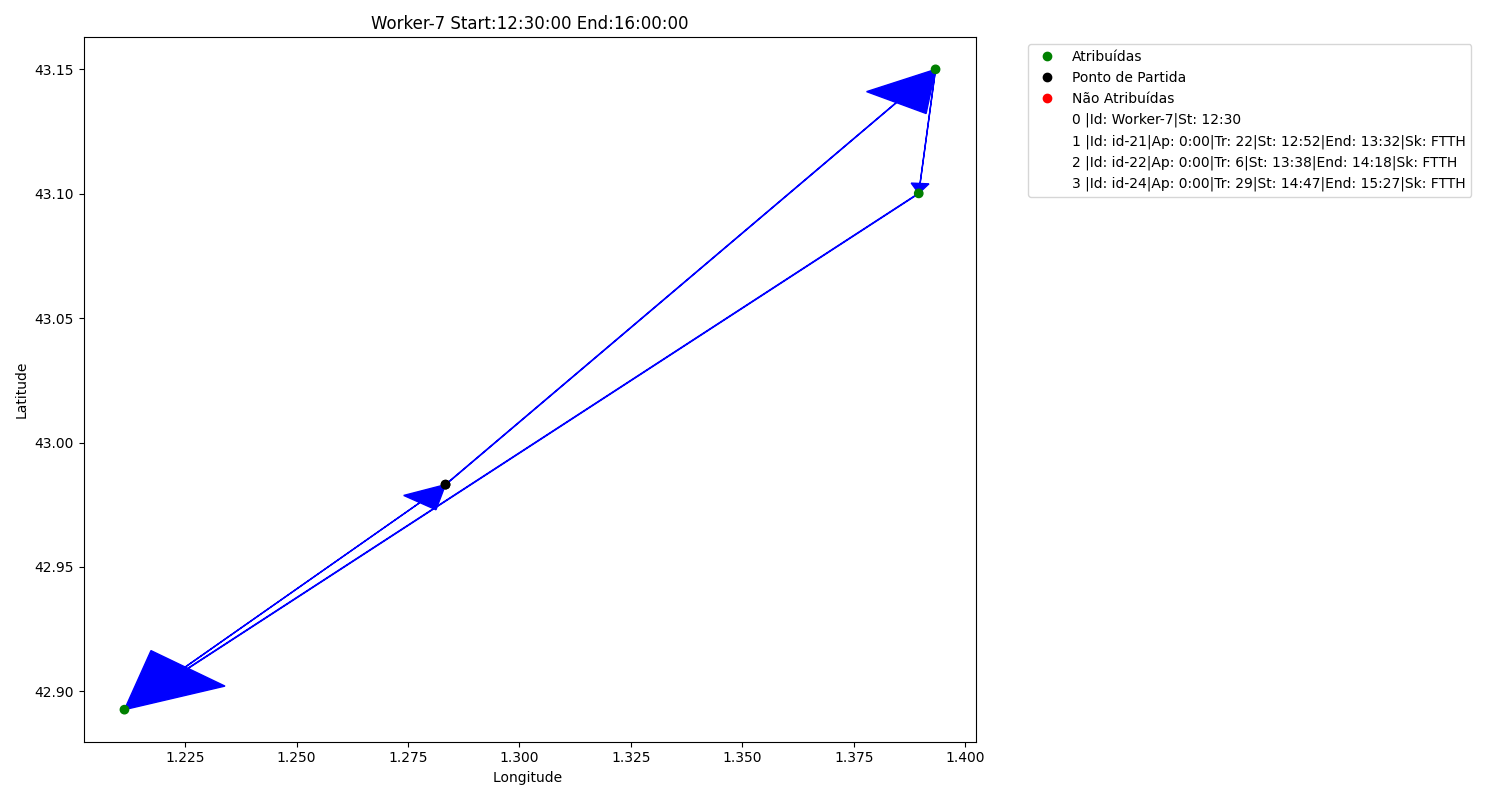 Worker-7 Start:12:30:00 End:16:00:00
43.15
43.10
43.05
43.00
42.95
42.90
Latitude
1.225
1.250
1.275
1.300
1.325
1.350
1.375
1.400
Longitude
Atribuídas
Ponto de Partida
Não Atribuídas
0 |Id: Worker-7|St: 12:30
1 |Id: id-21|Ap: 0:00|Tr: 22|St: 12:52|End: 13:32|Sk: FTTH
2 |Id: id-22|Ap: 0:00|Tr: 6|St: 13:38|End: 14:18|Sk: FTTH
3 |Id: id-24|Ap: 0:00|Tr: 29|St: 14:47|End: 15:27|Sk: FTTH